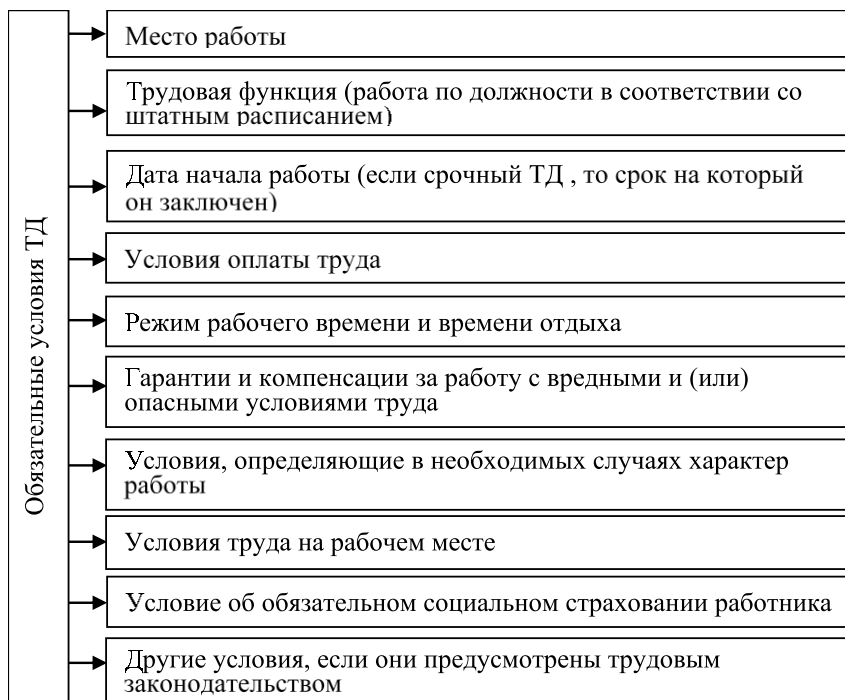 Обязательные условия ТД
Место работы
Трудовая функция (работа по должности в соответствии со
штатным расписанием)
Дата начала работы (если срочный ТД , то срок на который
он заключен)
Условия оплаты труда
Режим рабочего времени и времени отдыха
Гарантии и компенсации за работу с вредными и (или)
опасными условиями труда
Условия, определяющие в необходимых случаях характер
работы
Условия труда на рабочем месте
Условие об обязательном социальном страховании работника
Другие условия, если они предусмотрены трудовым
законодательством